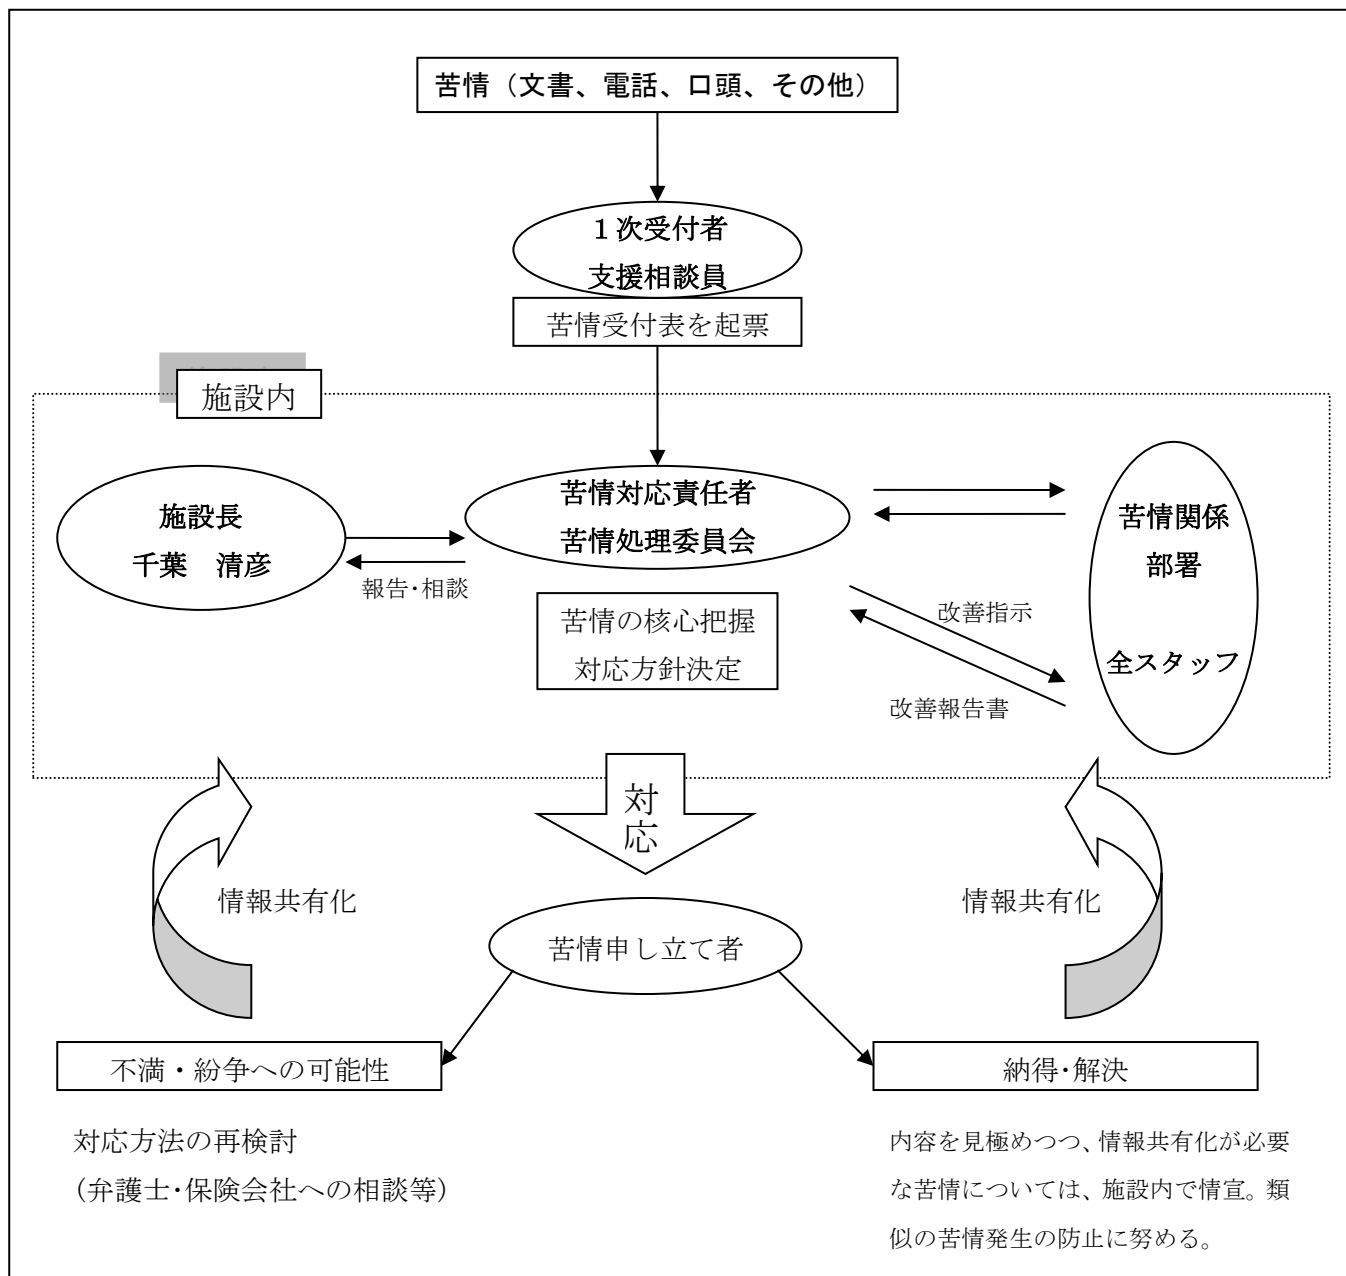 苦情（文書、電話、口頭、その他）
１次受付者
支援相談員
苦情受付表を起票
施設内
施設長
千葉　清彦
報告･相談
苦情対応責任者
苦情処理委員会
苦情の核心把握
対応方針決定
苦情関係
部署
全スタッフ
改善指示
改善報告書
対
応
情報共有化
情報共有化
苦情申し立て者
不満・紛争への可能性
納得･解決
対応方法の再検討
（弁護士･保険会社への相談等）
内容を見極めつつ、情報共有化が必要
な苦情については、施設内で情宣。類
似の苦情発生の防止に努める。